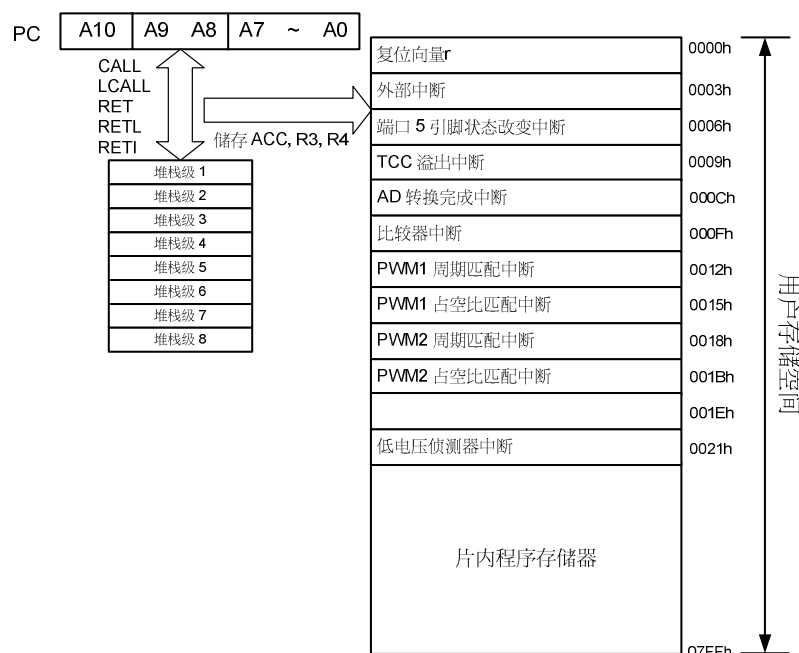 PC
A10 A9 A8 A7 ~ A0
CALL
LCALL
RET
RETL
RETI
储存 ACC, R3, R4
堆栈级 1
堆栈级 2
堆栈级 3
堆栈级 4
堆栈级 5
堆栈级 6
堆栈级 7
堆栈级 8
复位向量r 0000h
外部中断 0003h
端口 5 引脚状态改变中断 0006h
TCC 溢出中断 0009h
AD 转换完成中断 000Ch
比较器中断 000Fh
PWM1 周期匹配中断 0012h
PWM1 占空比匹配中断 0015h
PWM2 周期匹配中断 0018h
PWM2 占空比匹配中断 001Bh
001Eh
低电压侦测器中断 0021h
片内程序存储器
07FFh
用户存储空间